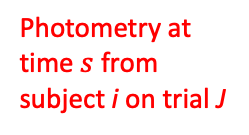 Photometry at
time s from
subject i on trial J